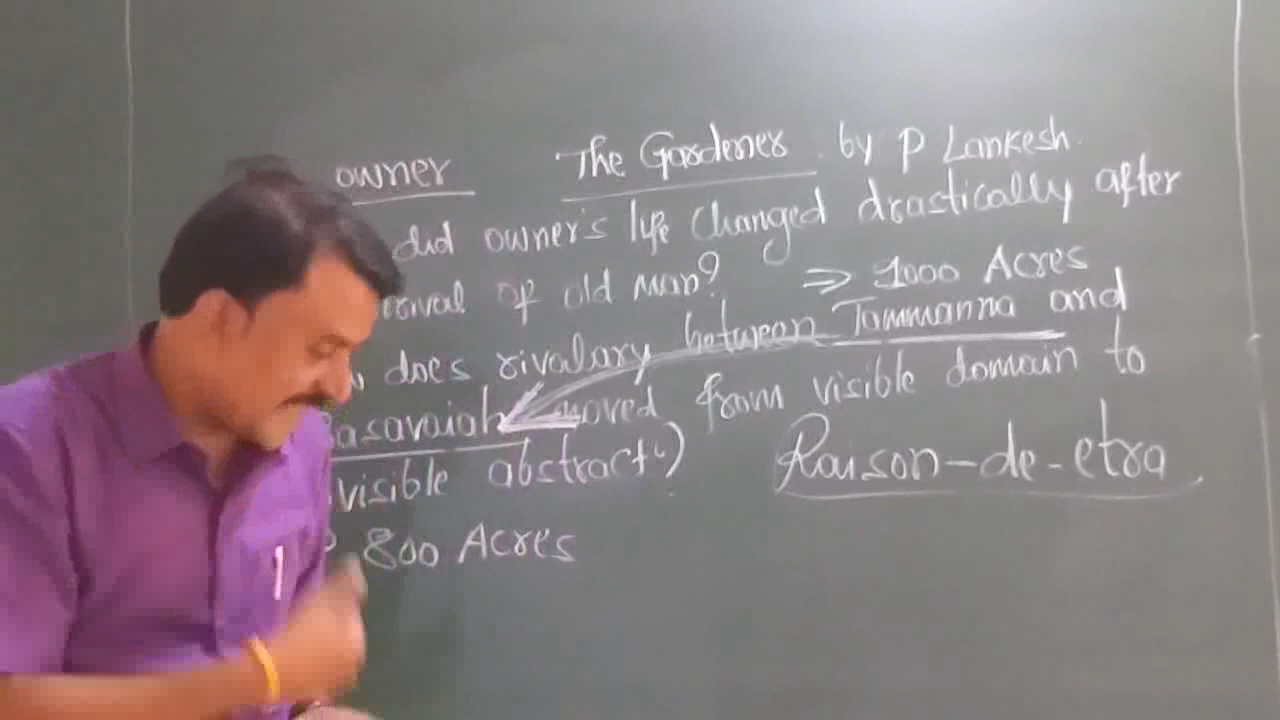 owner The Gardener by P Lankesh.
did owner's life changed drastically after
rival of old man? ⇒ 1000 Acres
does rivalary between Tammanna and
Basavaiah moved from visible domain to
visible abstract?) Raison-de-etra
800 Acres